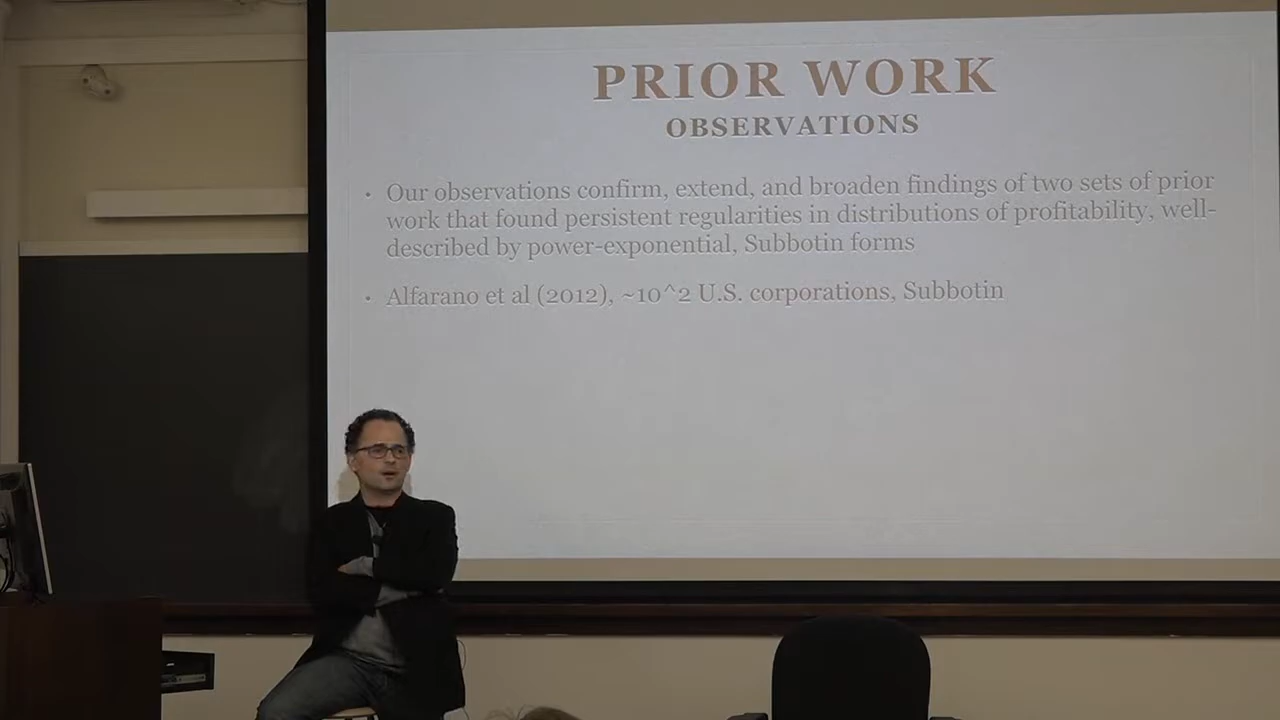 PRIOR WORK
OBSERVATIONS
• Our observations confirm, extend, and broaden findings of two sets of prior
work that found persistent regularities in distributions of profitability, well-
described by power-exponential, Subbotin forms
• Alfarano et al (2012), ~10^2 U.S. corporations, Subbotin